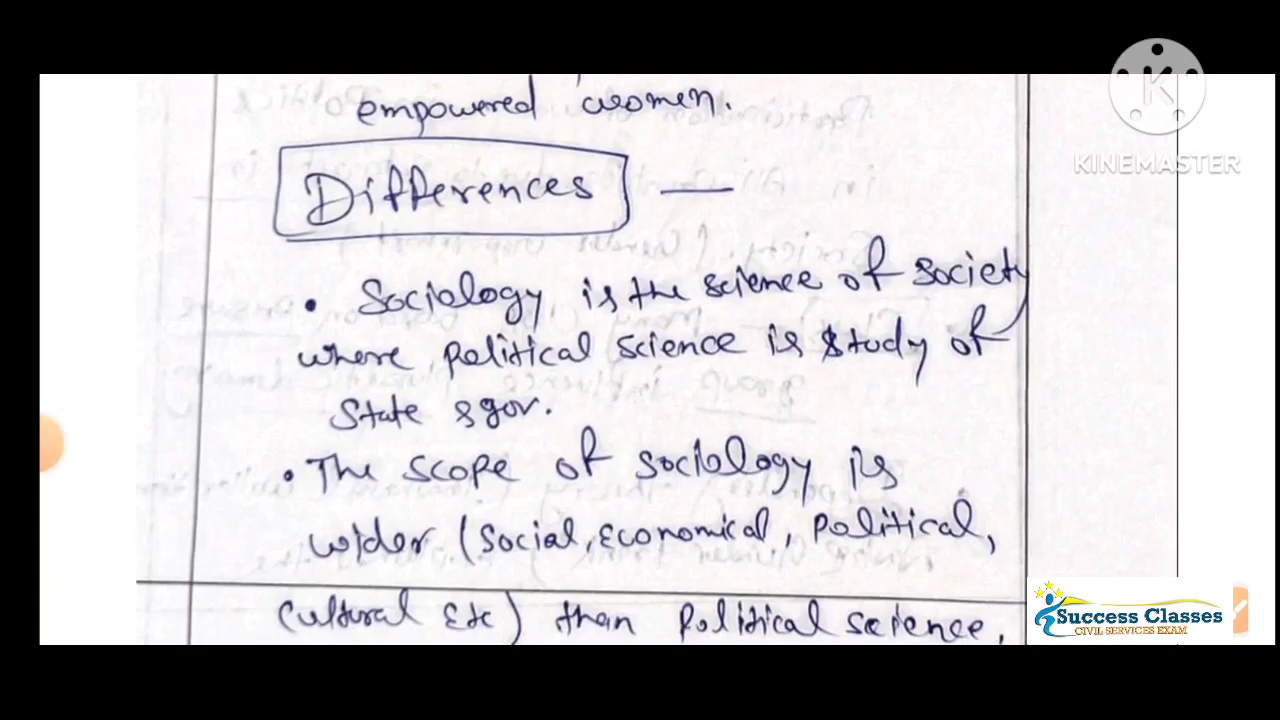 empowered women.
Differences —
• Sociology is the science of society
where political science is study of
State & gov.
• The scope of sociology is
wider (Social, Economical, Political,
Cultural Etc) than Political science.
KINEMASTER
Success Classes
CIVIL SERVICES EXAM